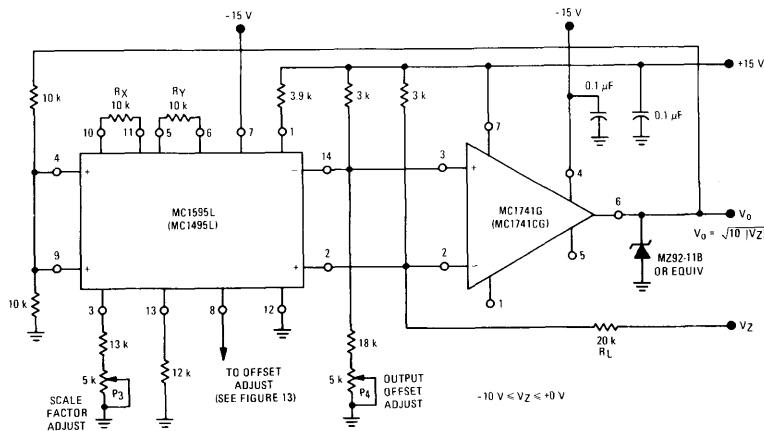 -15 V
-15 V
+15 V
10 k
RX
10 k
RY
10 k
3.9 k
3 k
3 k
0.1 µF
0.1 µF
10
11
5
6
7
1
7
4
4
+
-
14
3
+
MC1595L
(MC1495L)
MC1741G
(MC1741CG)
6
Vo
Vo = √10 |VZ|
9
+
+
2
2
-
5
MZ92-11B
OR EQUIV
10 k
3
13
8
12
1
13 k
12 k
TO OFFSET
ADJUST
(SEE FIGURE 13)
18 k
20 k
RL
VZ
5 k
P3
SCALE
FACTOR
ADJUST
5 k
P4
OUTPUT
OFFSET
ADJUST
-10 V ≤ VZ ≤ +0 V